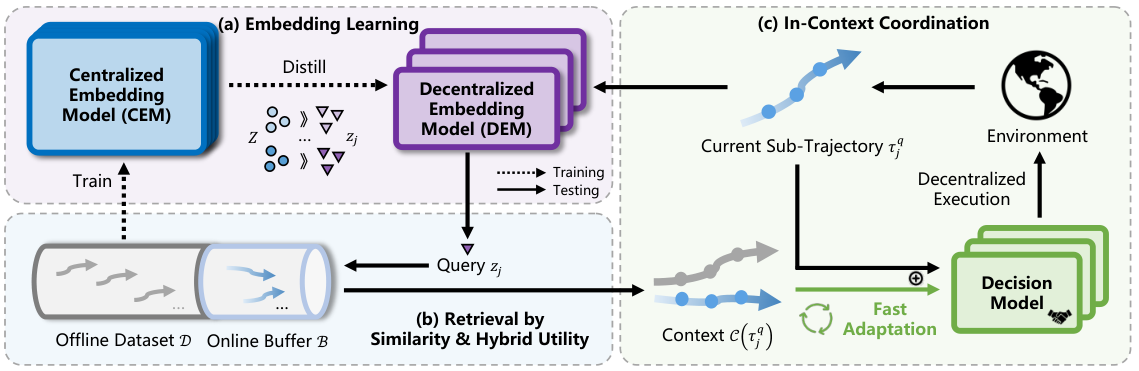 (a) Embedding Learning
Centralized
Embedding
Model (CEM)
Distill
Z
...
z_j
Decentralized
Embedding
Model (DEM)
Train
Training
Testing
Query z_j
...
...
Offline Dataset 𝒟
Online Buffer ℬ
(b) Retrieval by
Similarity & Hybrid Utility
(c) In-Context Coordination
Current Sub-Trajectory τ_j^q
Environment
Decentralized
Execution
Context 𝒞(τ_j^q)
Fast
Adaptation
Decision
Model